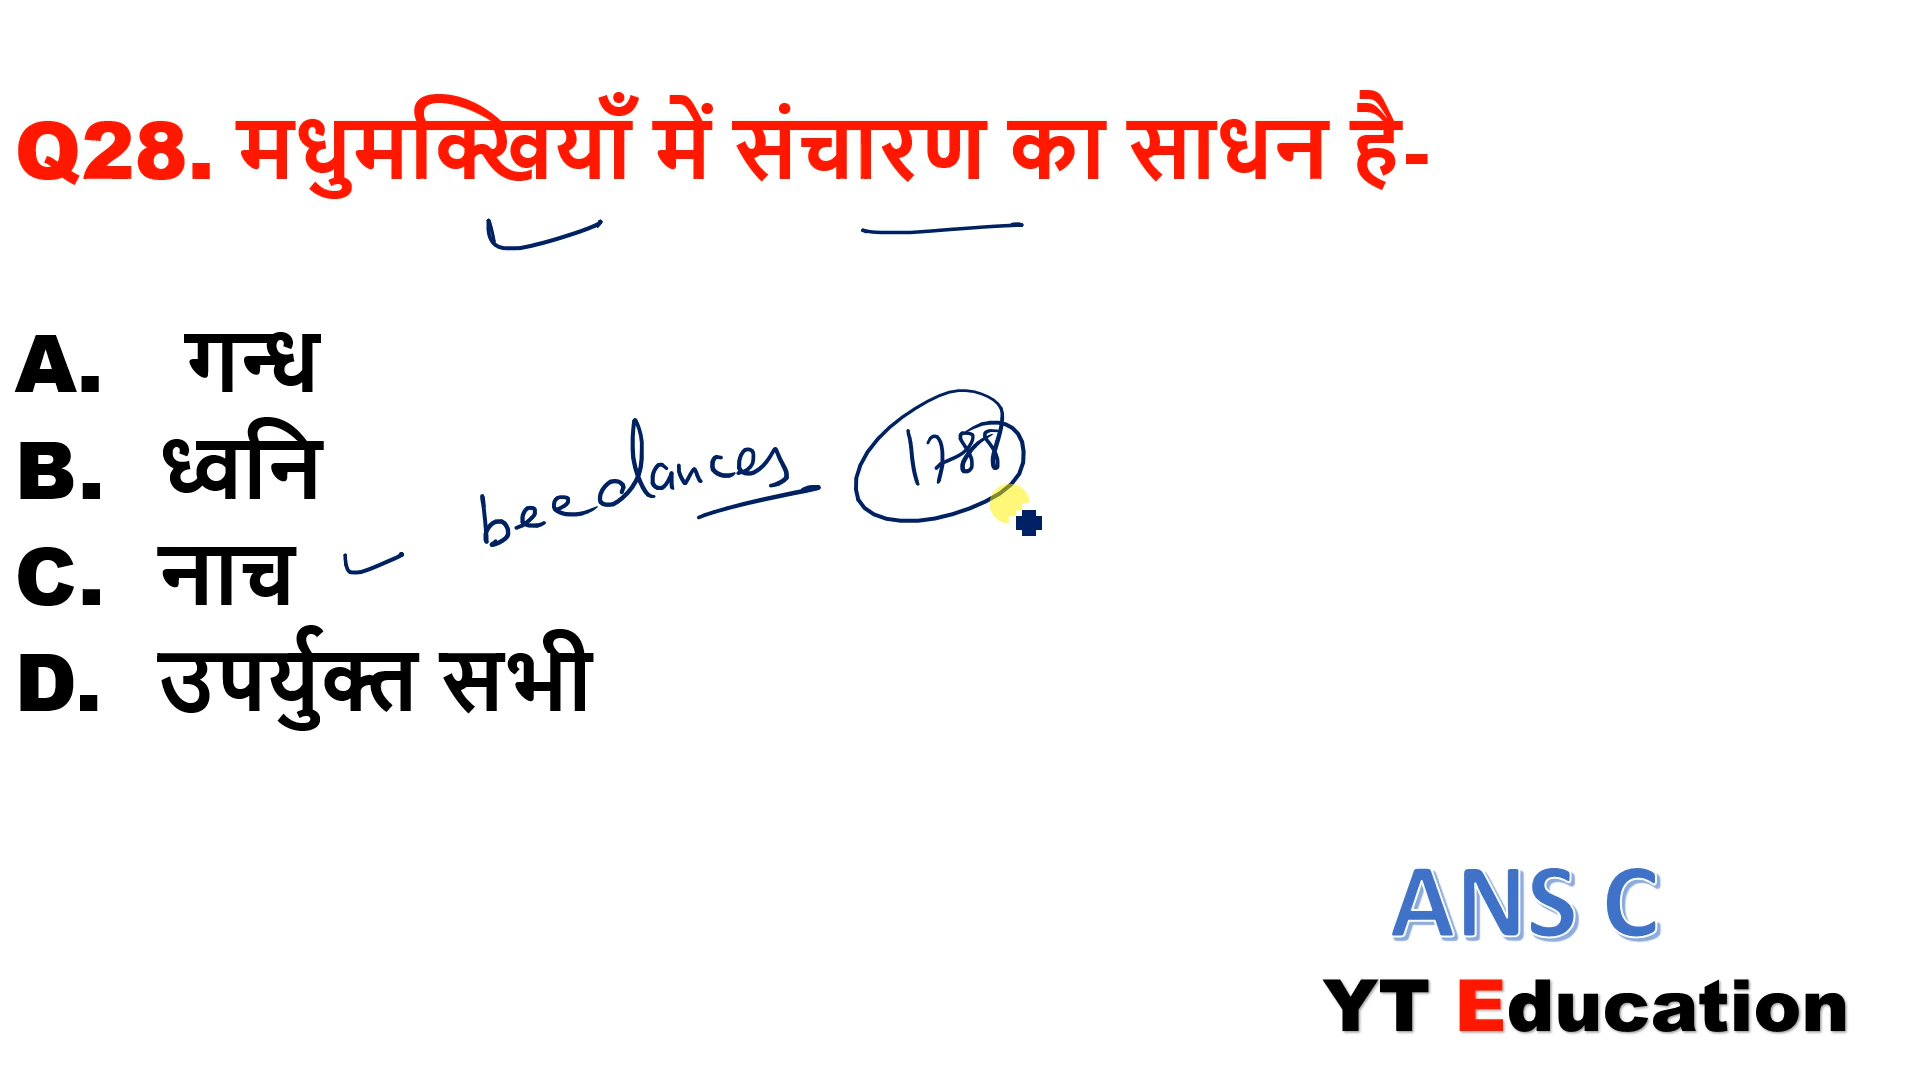 Q28. मधुमक्खियाँ में संचारण का साधन है-
A. गन्ध
B. ध्वनि
bee dances 1788
C. नाच
D. उपर्युक्त सभी
ANS C
YT Education